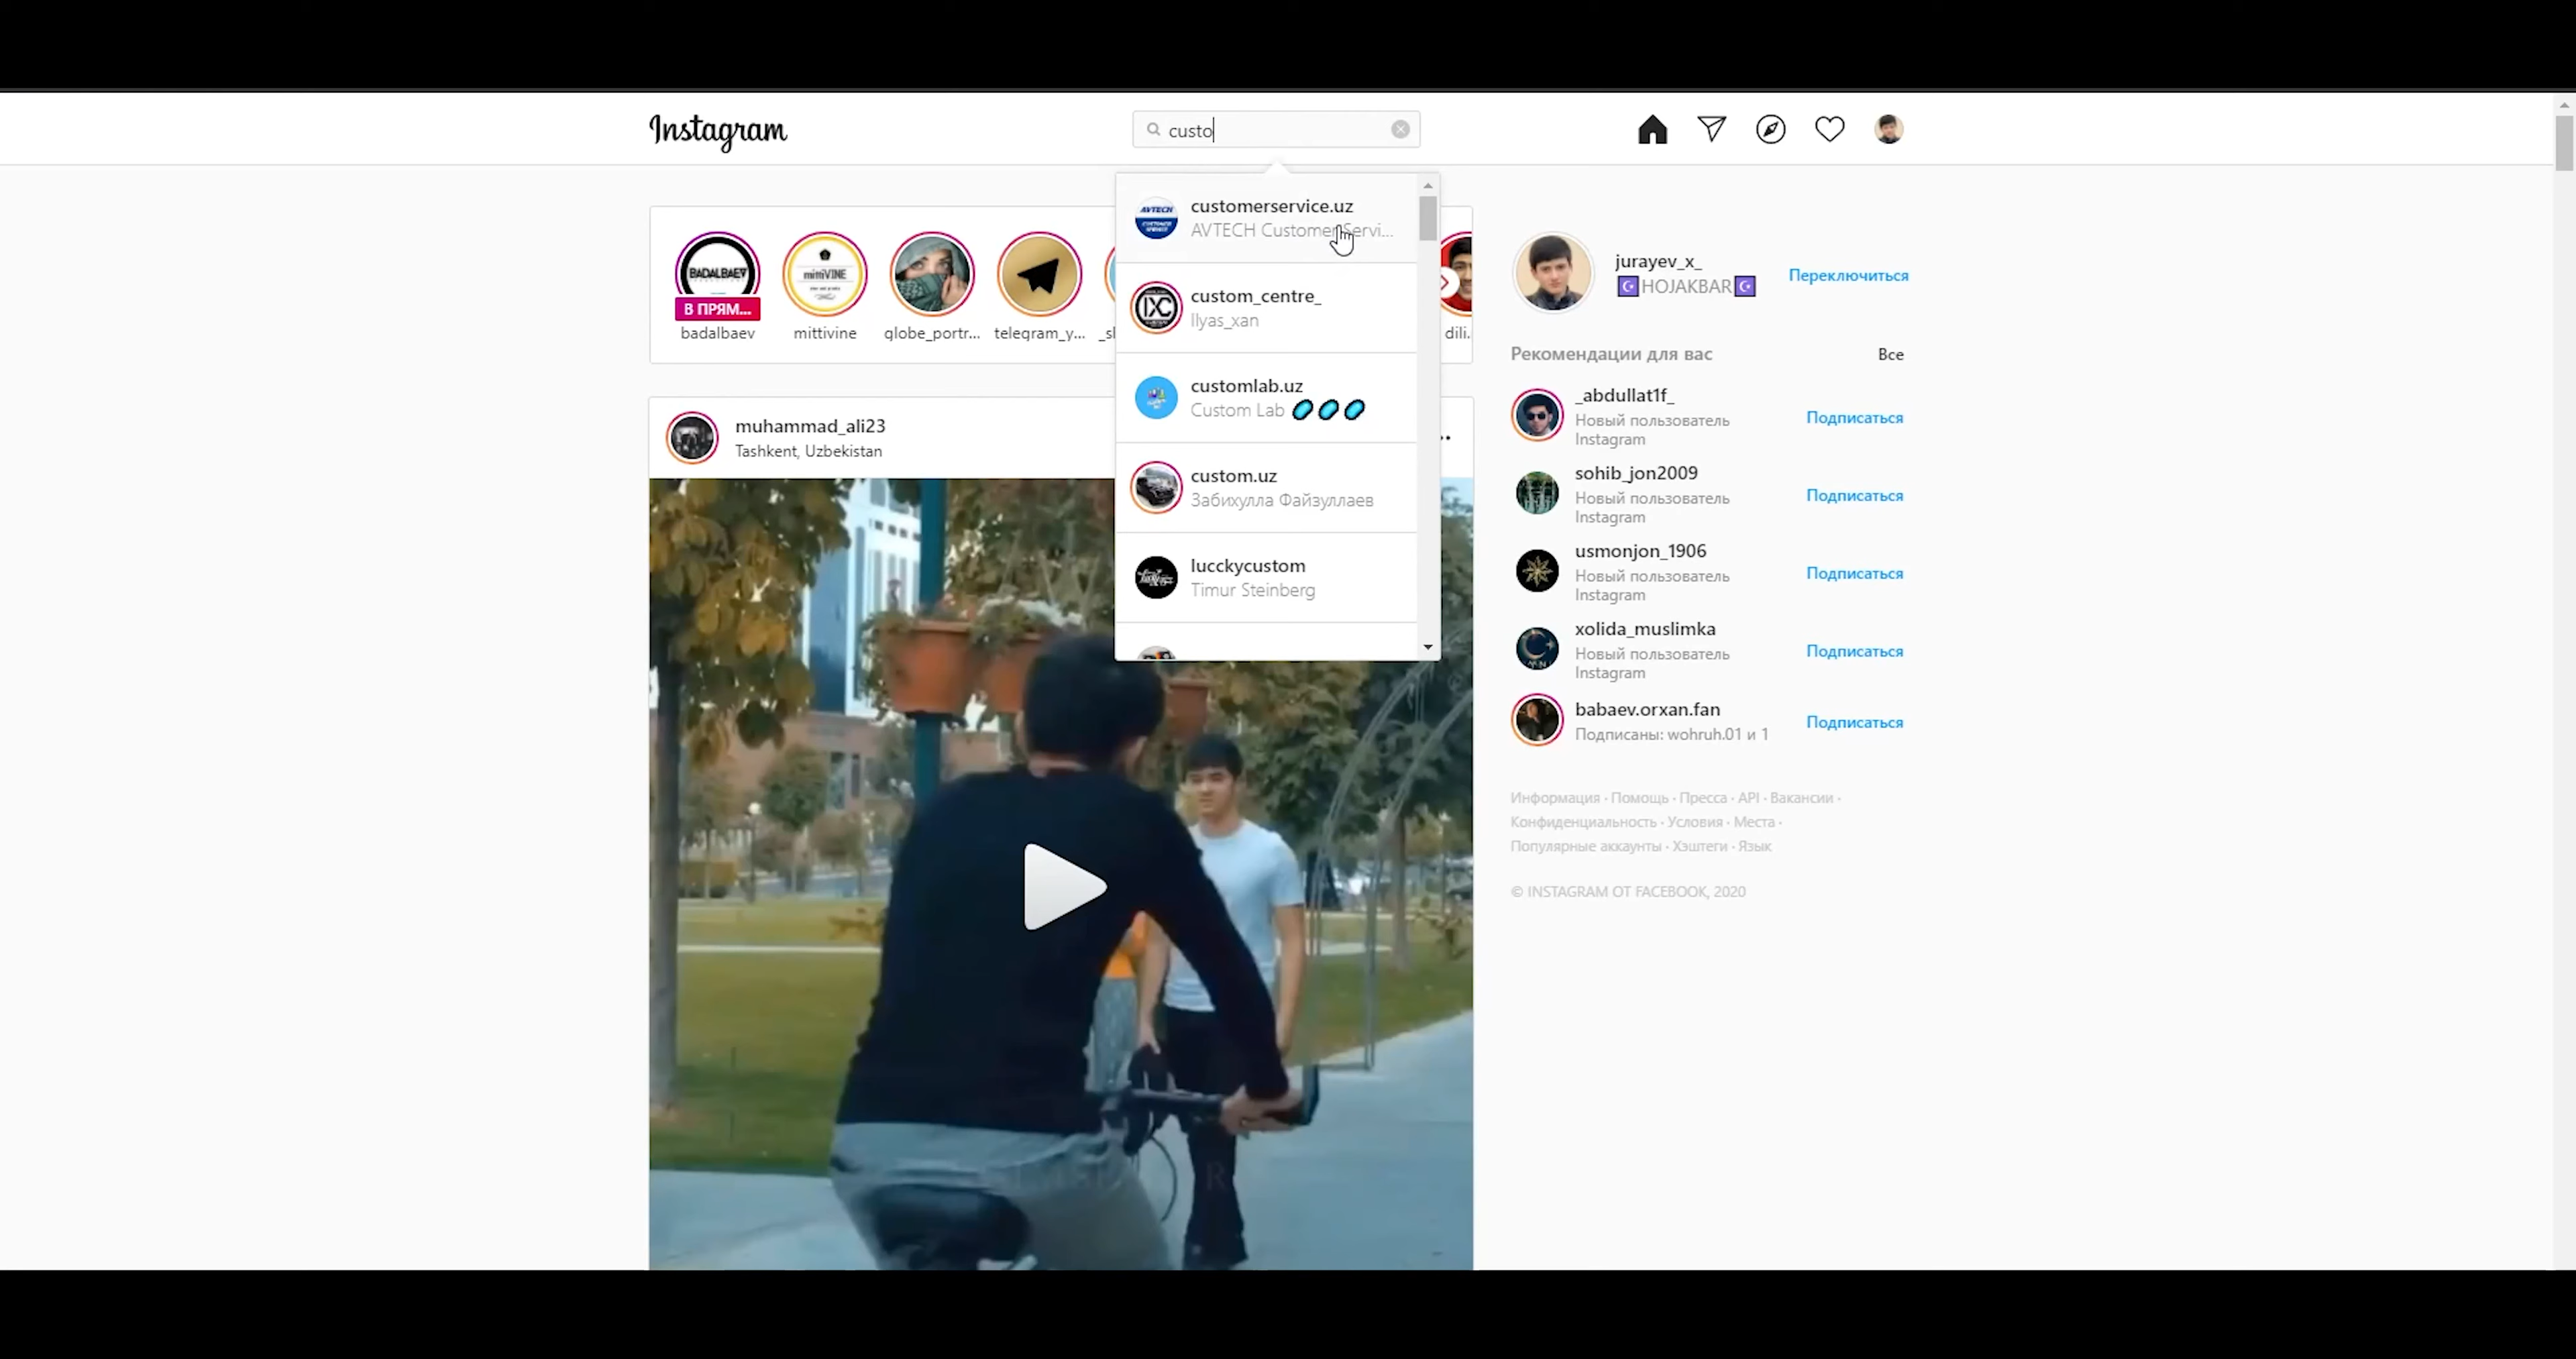 Instagram
custo
customerservice.uz
AVTECH Customer Servi...
custom_centre_
Ilyas_xan
customlab.uz
Custom Lab
custom.uz
Забихулла Файзуллаев
lucckycustom
Timur Steinberg
BADALBAEV
В ПРЯМ...
badalbaev
mittiVINE
mittivine
globe_portr...
telegram_y...
dili.
muhammad_ali23
Tashkent, Uzbekistan
jurayev_x_
HOJAKBAR
Переключиться
Рекомендации для вас
Все
_abdullat1f_
Новый пользователь
Instagram
Подписаться
sohib_jon2009
Новый пользователь
Instagram
Подписаться
usmonjon_1906
Новый пользователь
Instagram
Подписаться
xolida_muslimka
Новый пользователь
Instagram
Подписаться
babaev.orxan.fan
Подписаны: wohruh.01 и 1
Подписаться
Информация · Помощь · Пресса · API · Вакансии ·
Конфиденциальность · Условия · Места ·
Популярные аккаунты · Хэштеги · Язык
© INSTAGRAM ОТ FACEBOOK, 2020